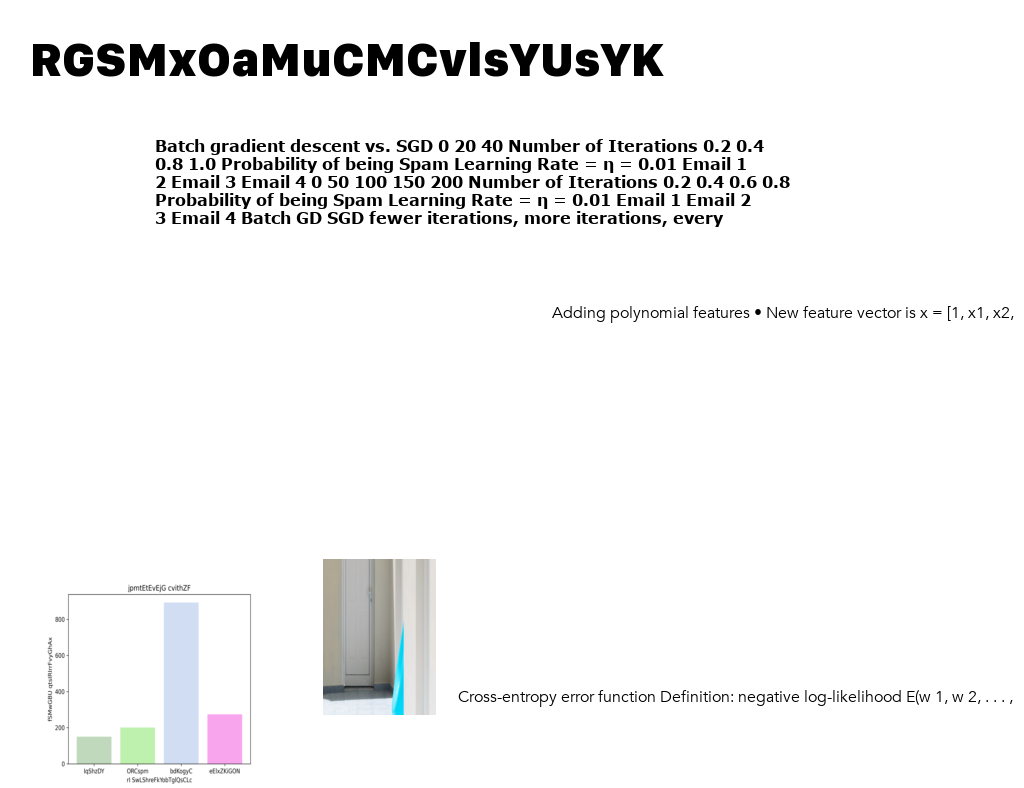 RGSMxOaMuCMCvlsYUsYK
Batch gradient descent vs. SGD 0 20 40 Number of Iterations 0.2 0.4
0.8 1.0 Probability of being Spam Learning Rate = η = 0.01 Email 1
2 Email 3 Email 4 0 50 100 150 200 Number of Iterations 0.2 0.4 0.6 0.8
Probability of being Spam Learning Rate = η = 0.01 Email 1 Email 2
3 Email 4 Batch GD SGD fewer iterations, more iterations, every
Adding polynomial features • New feature vector is x = [1, x1, x2,
jpmtEtEvEjG cvithZF
800
600
400
200
0
IqShzDY ORCspm bdKogyC eElxZKiGON
Cross-entropy error function Definition: negative log-likelihood E(w 1, w 2, . . . ,